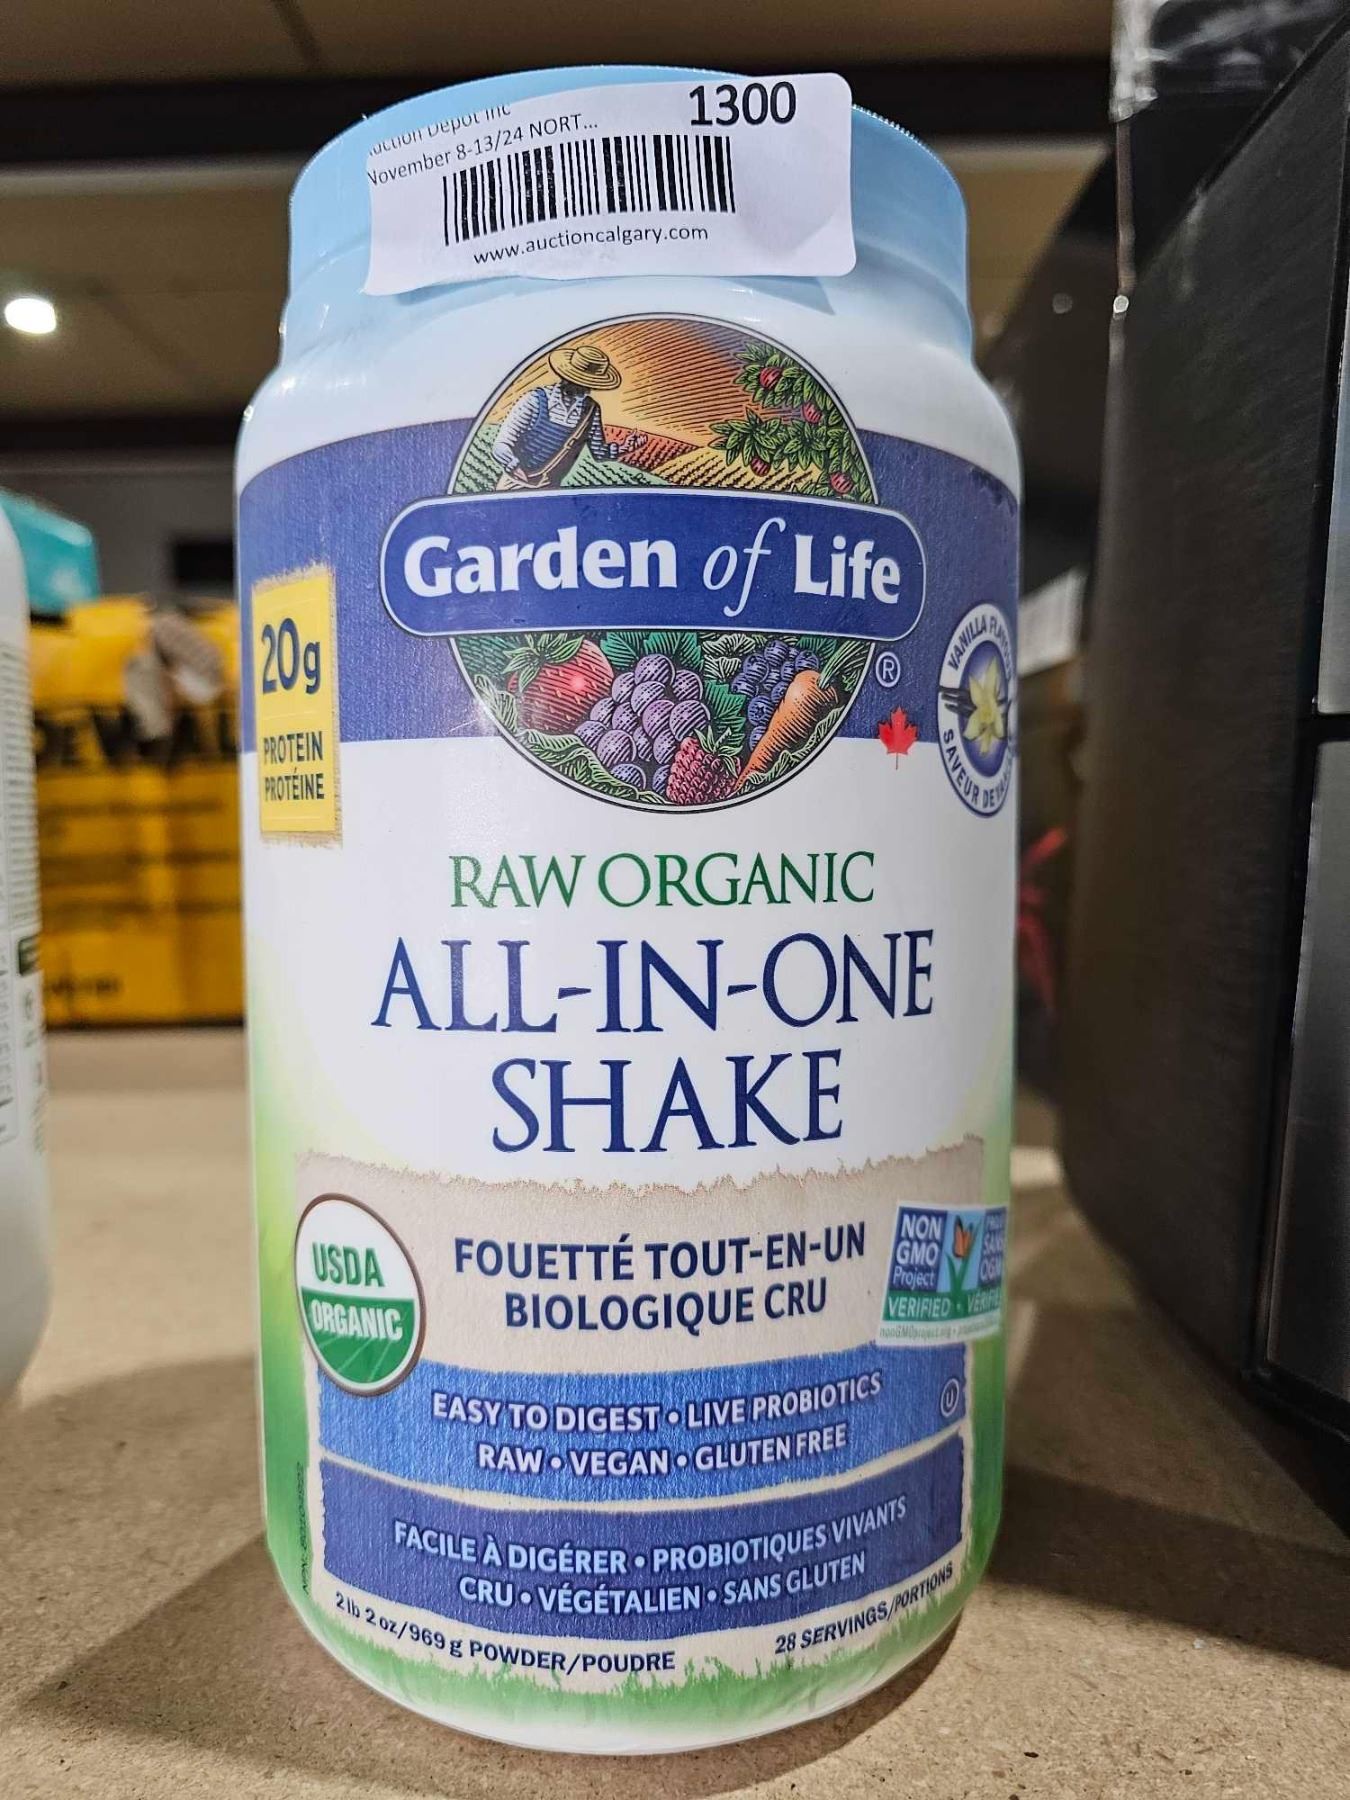 1300
November 8-13/24 NORT...
www.auctioncalgary.com
Garden of Life
®
20g
PROTEIN
PROTÉINE
VANILLA
SAVEUR DE
RAW ORGANIC
ALL-IN-ONE
SHAKE
USDA
ORGANIC
FOUETTÉ TOUT-EN-UN
BIOLOGIQUE CRU
NON
GMO
Project
VERIFIED
EASY TO DIGEST • LIVE PROBIOTICS
RAW • VEGAN • GLUTEN FREE
U
FACILE À DIGÉRER • PROBIOTIQUES VIVANTS
CRU • VÉGÉTALIEN • SANS GLUTEN
2 lb 2 oz/969 g POWDER/POUDRE
28 SERVINGS/PORTIONS